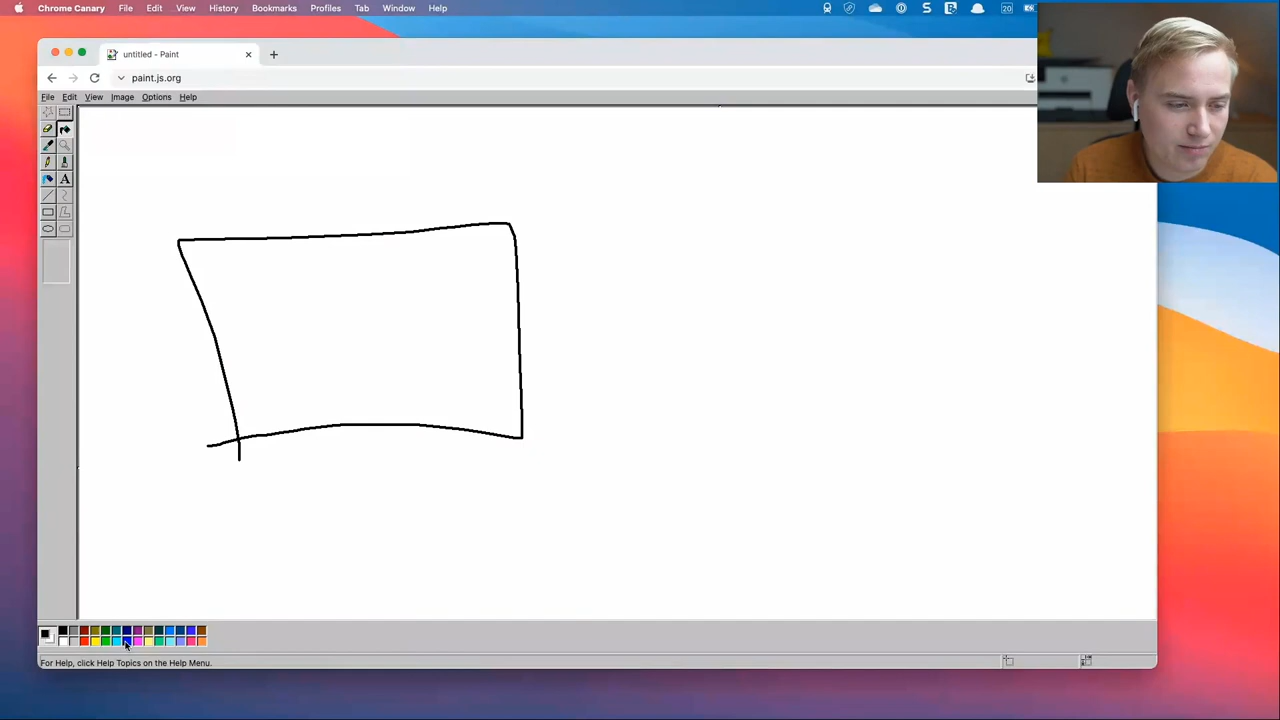 Chrome Canary File Edit View History Bookmarks Profiles Tab Window Help 20
untitled - Paint
paint.js.org
File Edit View Image Options Help
A
For Help, click Help Topics on the Help Menu.